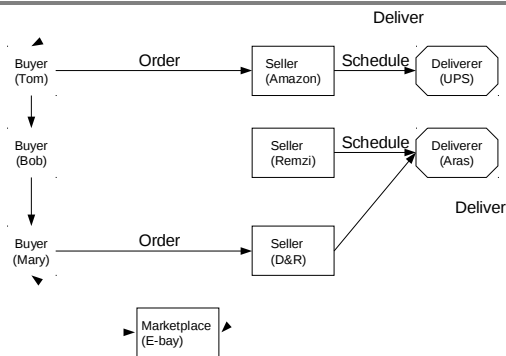 Deliver
Buyer
(Tom)
Order
Seller
(Amazon)
Schedule
Deliverer
(UPS)
Buyer
(Bob)
Seller
(Remzi)
Schedule
Deliverer
(Aras)
Deliver
Buyer
(Mary)
Order
Seller
(D&R)
Marketplace
(E-bay)